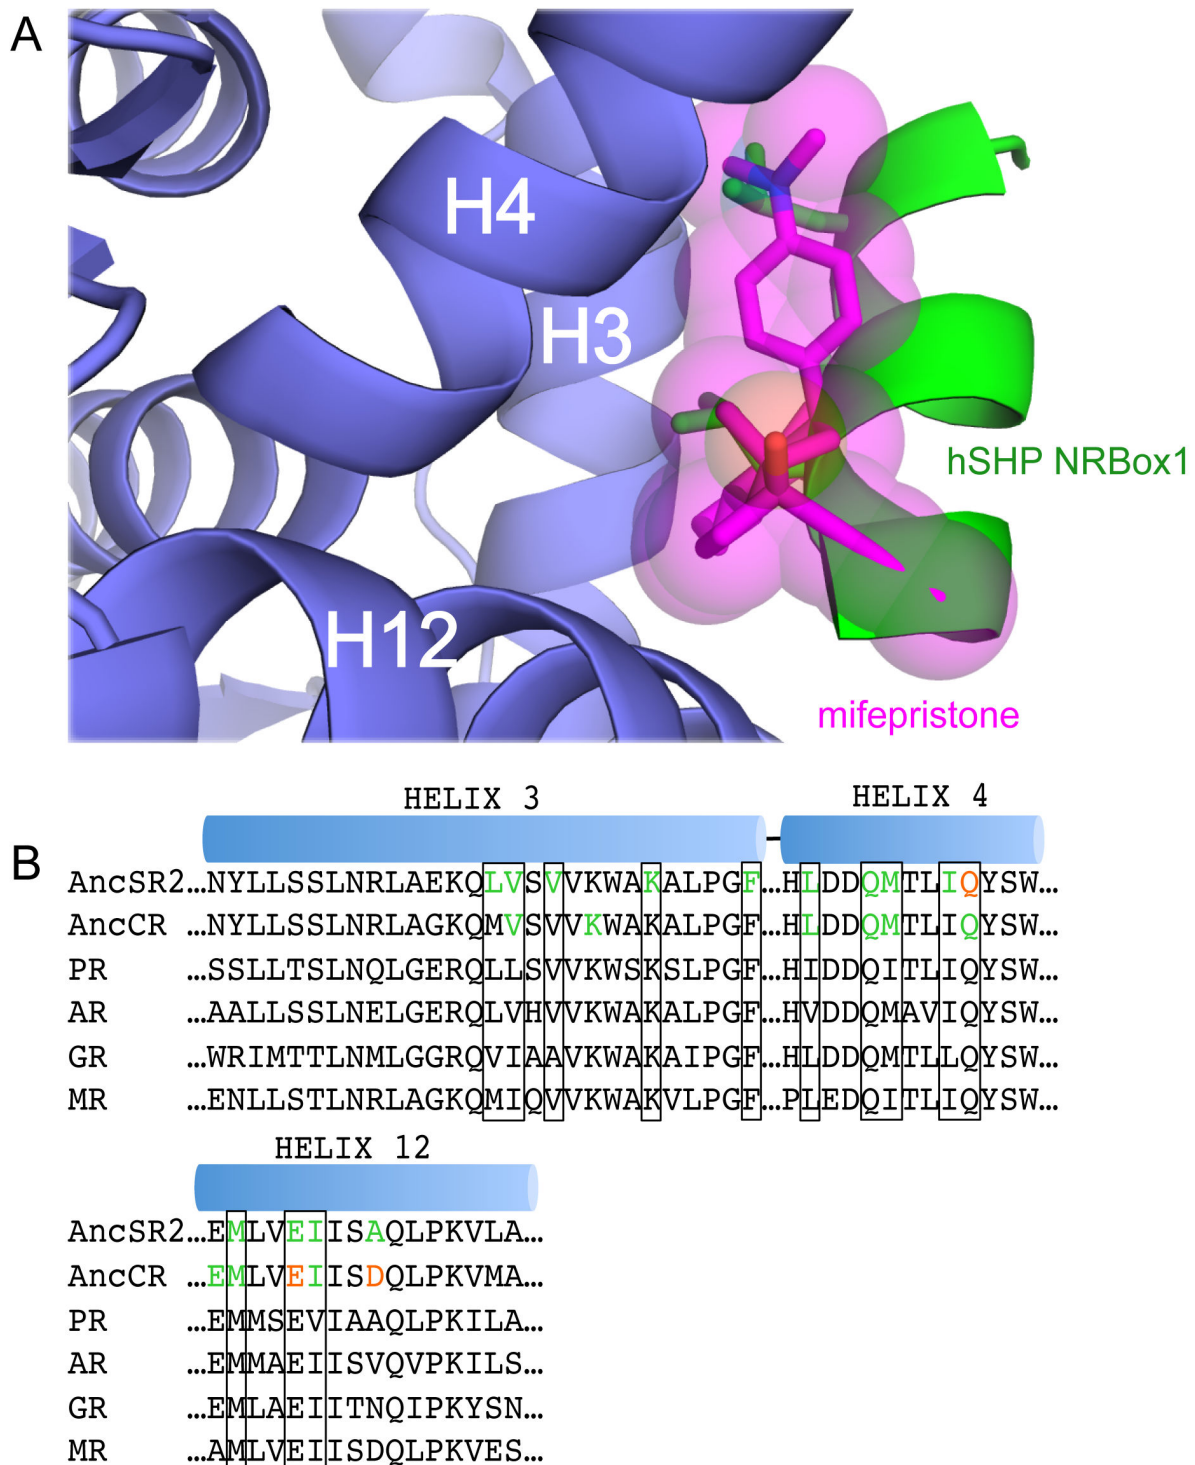 A
H4
H3
hSHP NRBox1
H12
mifepristone
HELIX 3 HELIX 4
B
AncSR2...NYLLSSLNRLAEKQLVSVVKWAKALPGF...HLDDQMTLIQYSW...
AncCR ...NYLLSSLNRLAGKQMVSVVKWAKALPGF...HLDDQMTLIQYSW...
PR ...SSLLTSLNQLGERQLLSVVKWSKSLPGF...HIDDQITLIQYSW...
AR ...AALLSSLNELGERQLVHVVKWAKALPGF...HVDDQMAVIQYSW...
GR ...WRIMTTLNMLGGRQVIAAVKWAKAIPGF...HLDDQMTLLQYSW...
MR ...ENLLSTLNRLAGKQMIQVVKWAKVLPGF...PLEDQITLIQYSW...
HELIX 12
AncSR2...EMLVEIISAQLPKVLA...
AncCR ...EMLVEIISDQLPKVMA...
PR ...EMMSEVIAAQLPKILA...
AR ...EMMAEIISVQVPKILS...
GR ...EMLAEIITNQIPKYSN...
MR ...AMLVEIISDQLPKVES...